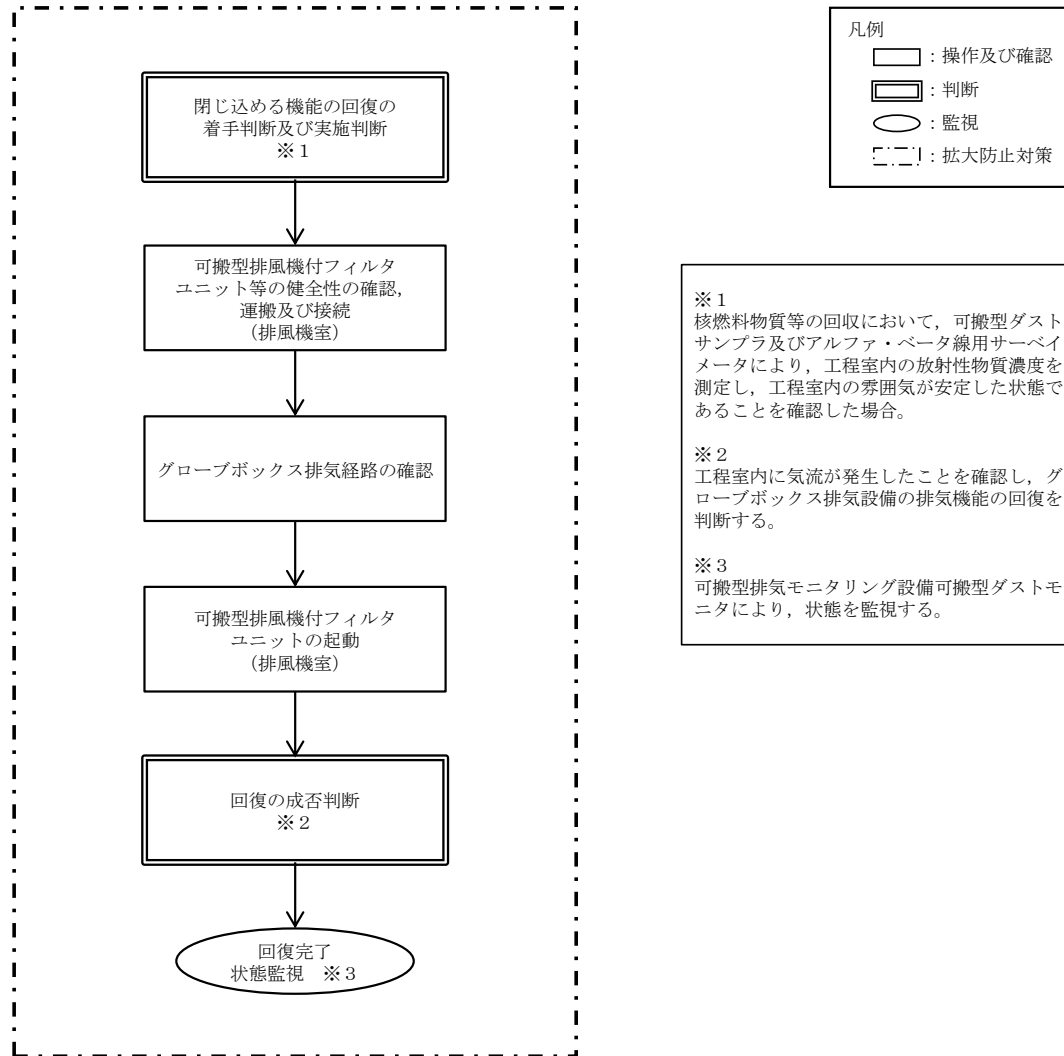 閉じ込める機能の回復の
着手判断及び実施判断
※1
可搬型排風機付フィルタ
ユニット等の健全性の確認，
運搬及び接続
（排風機室）
グローブボックス排気経路の確認
可搬型排風機付フィルタ
ユニットの起動
（排風機室）
回復の成否判断
※2
回復完了
状態監視　※3
凡例
：操作及び確認
：判断
：監視
：拡大防止対策
※1
核燃料物質等の回収において，可搬型ダスト
サンプラ及びアルファ・ベータ線用サーベイ
メータにより，工程室内の放射性物質濃度を
測定し，工程室内の雰囲気が安定した状態で
あることを確認した場合。
※2
工程室内に気流が発生したことを確認し，グ
ローブボックス排気設備の排気機能の回復を
判断する。
※3
可搬型排気モニタリング設備可搬型ダストモ
ニタにより，状態を監視する。